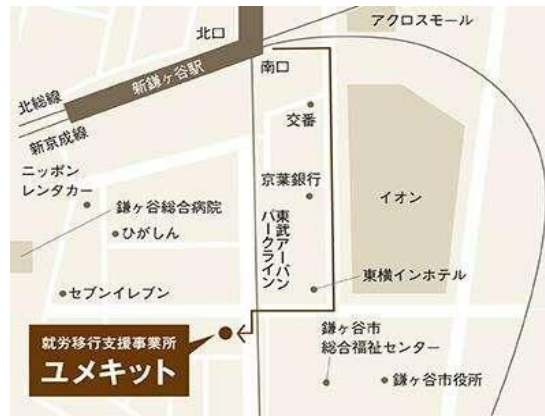 アクロスモール
北口
南口
新鎌ヶ谷駅
北総線
新京成線
交番
ニッポン
レンタカー
京葉銀行
イオン
鎌ヶ谷総合病院
ひがしん
東武アーバン
パークライン
東横インホテル
セブンイレブン
就労移行支援事業所
ユメキット
鎌ヶ谷市
総合福祉センター
鎌ヶ谷市役所